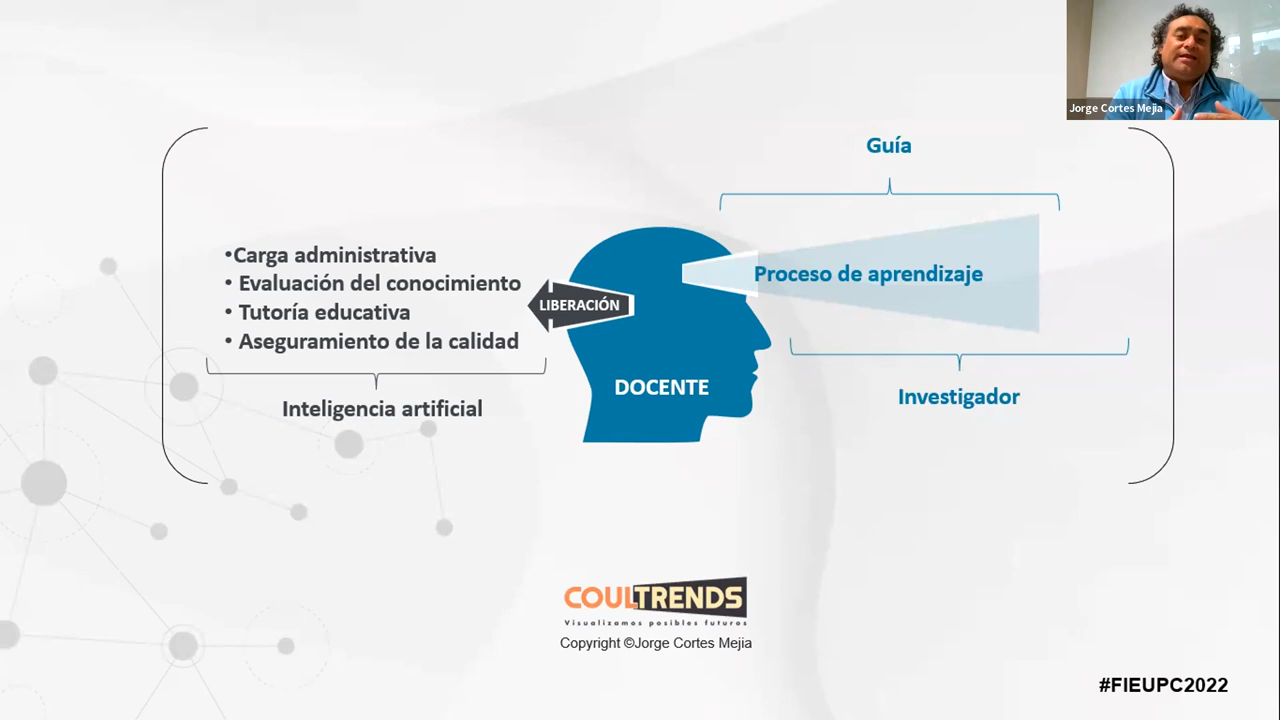 Jorge Cortes Mejia
Guía
•Carga administrativa
• Evaluación del conocimiento
• Tutoría educativa
• Aseguramiento de la calidad
Inteligencia artificial
LIBERACIÓN
DOCENTE
Proceso de aprendizaje
Investigador
COULTRENDS
Visualizamos posibles futuros
Copyright ©Jorge Cortes Mejia
#FIEUPC2022